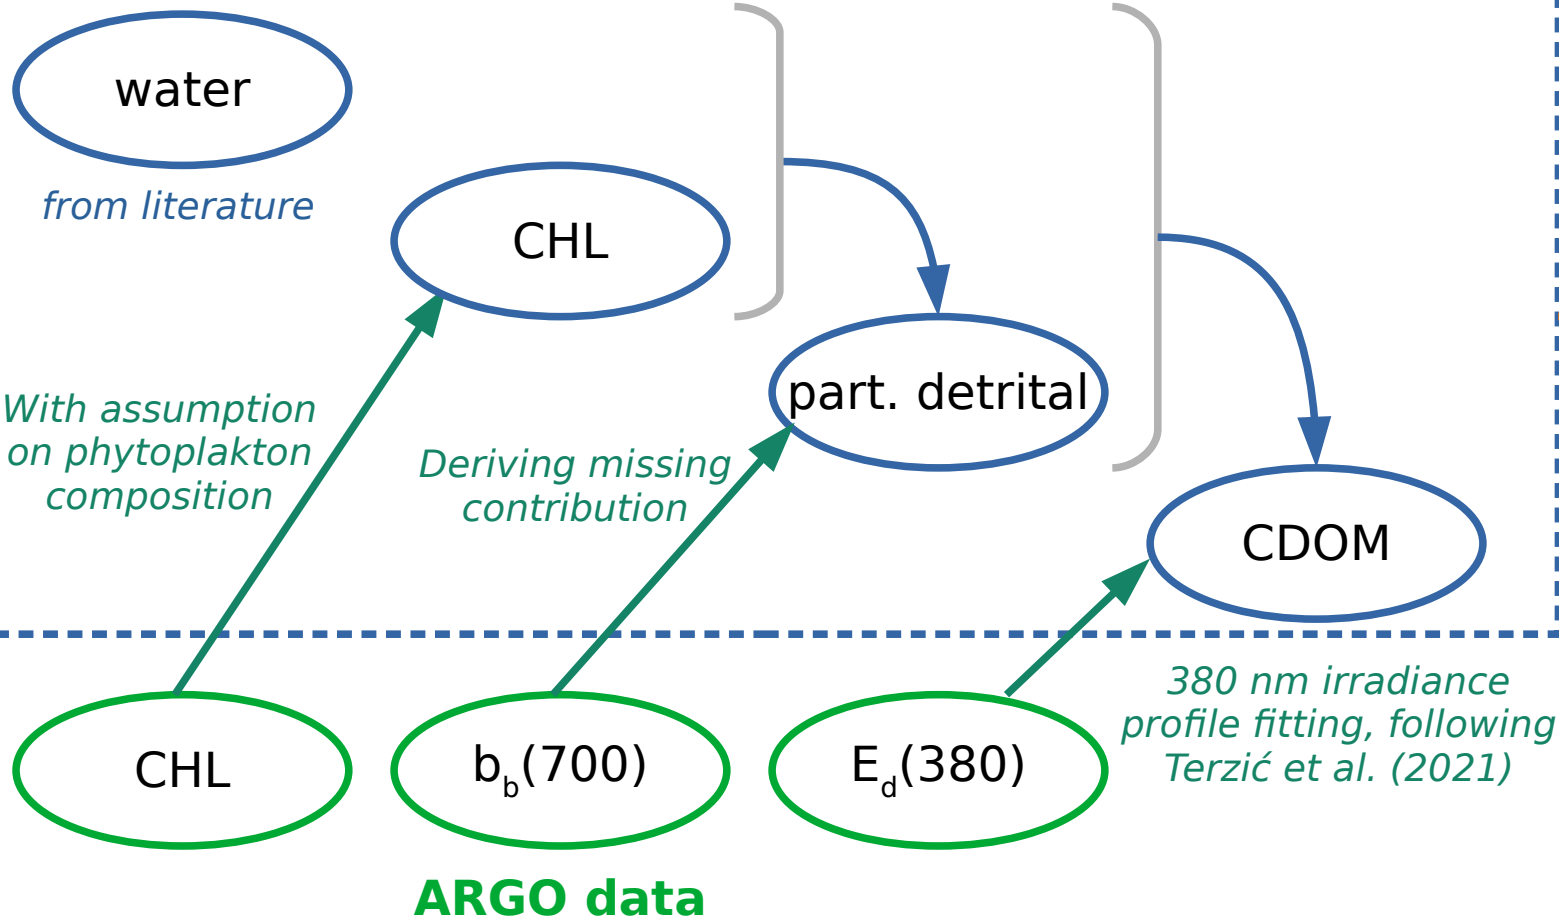 water
from literature
CHL
part. detrital
With assumption
on phytoplakton
composition
Deriving missing
contribution
CDOM
380 nm irradiance
profile fitting, following
Terzić et al. (2021)
CHL
b_b(700)
E_d(380)
ARGO data